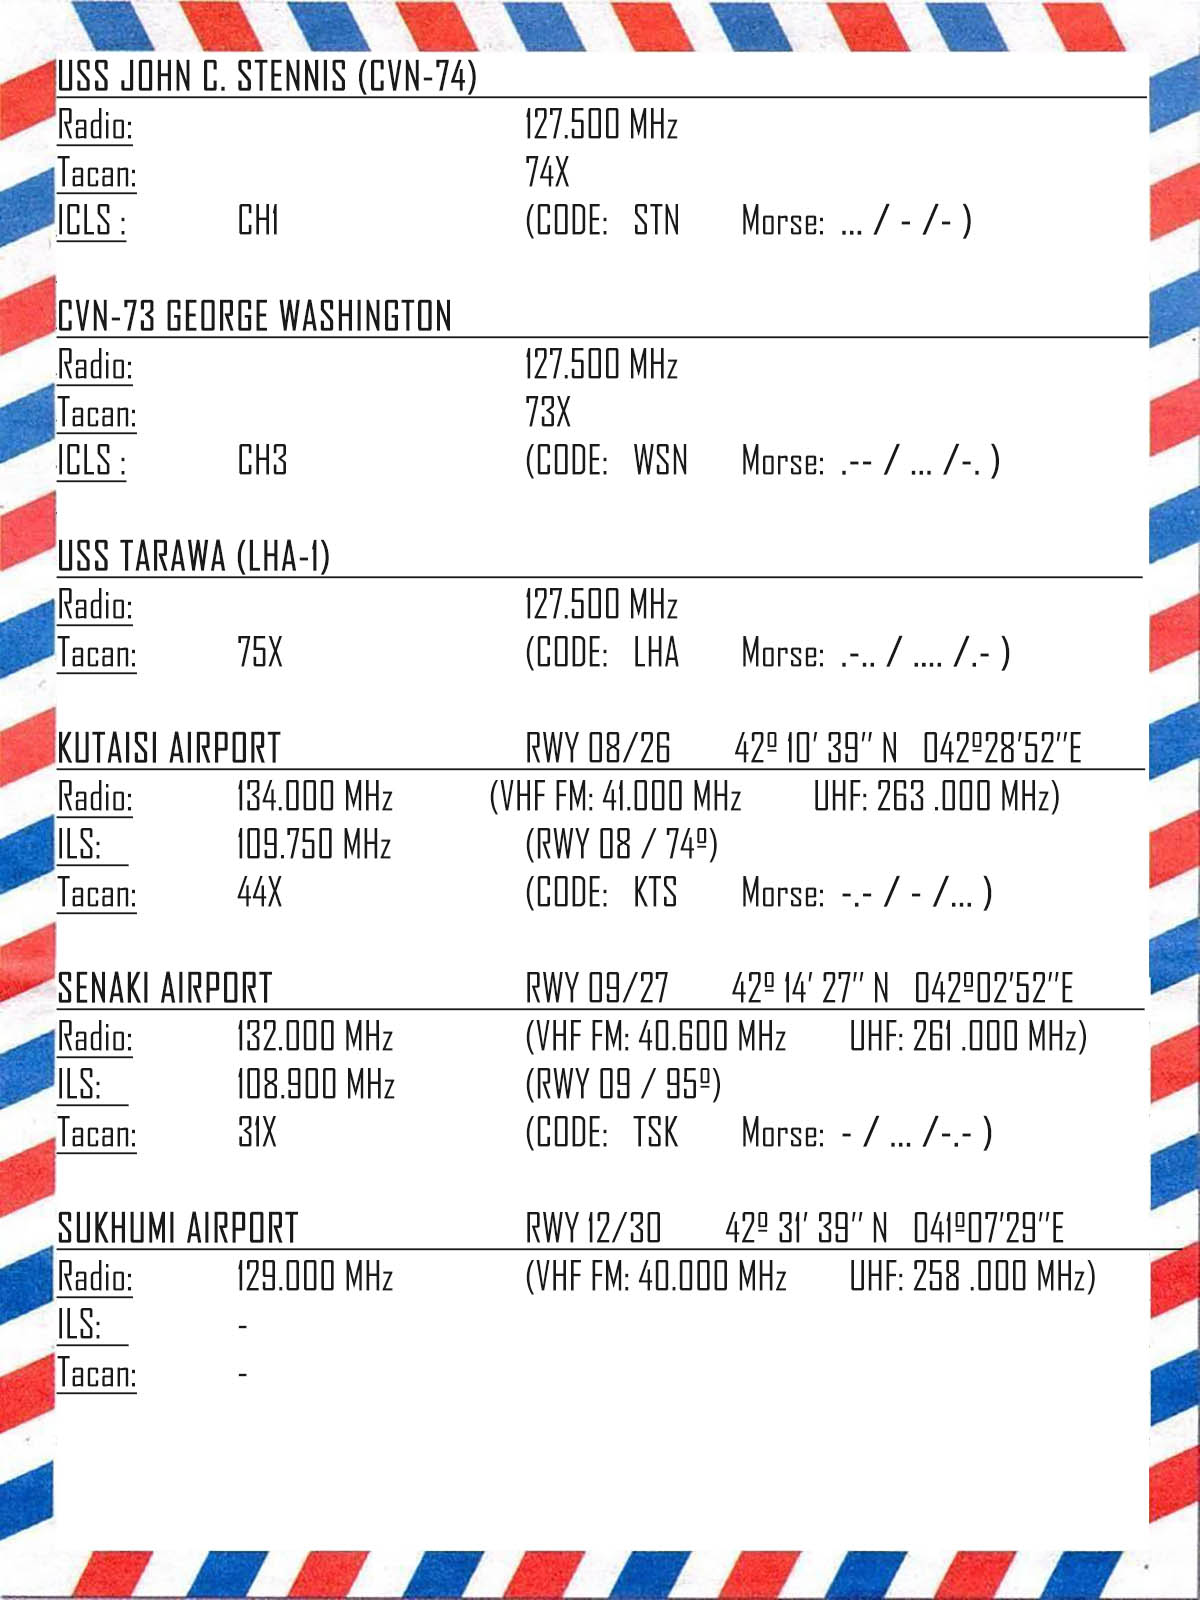 USS JOHN C. STENNIS (CVN-74)
Radio: 127.500 MHz
Tacan: 74X
ICLS : CH1 (CODE: STN Morse: ... / - /- )
CVN-73 GEORGE WASHINGTON
Radio: 127.500 MHz
Tacan: 73X
ICLS : CH3 (CODE: WSN Morse: .-- / ... /-. )
USS TARAWA (LHA-1)
Radio: 127.500 MHz
Tacan: 75X (CODE: LHA Morse: .-.. / .... /.- )
KUTAISI AIRPORT RWY 08/26 42º 10' 39'' N 042º28'52''E
Radio: 134.000 MHz (VHF FM: 41.000 MHz UHF: 263 .000 MHz)
ILS: 109.750 MHz (RWY 08 / 74º)
Tacan: 44X (CODE: KTS Morse: -.- / - /... )
SENAKI AIRPORT RWY 09/27 42º 14' 27'' N 042º02'52''E
Radio: 132.000 MHz (VHF FM: 40.600 MHz UHF: 261 .000 MHz)
ILS: 108.900 MHz (RWY 09 / 95º)
Tacan: 31X (CODE: TSK Morse: - / ... /-.- )
SUKHUMI AIRPORT RWY 12/30 42º 31' 39'' N 041º07'29''E
Radio: 129.000 MHz (VHF FM: 40.000 MHz UHF: 258 .000 MHz)
ILS: -
Tacan: -